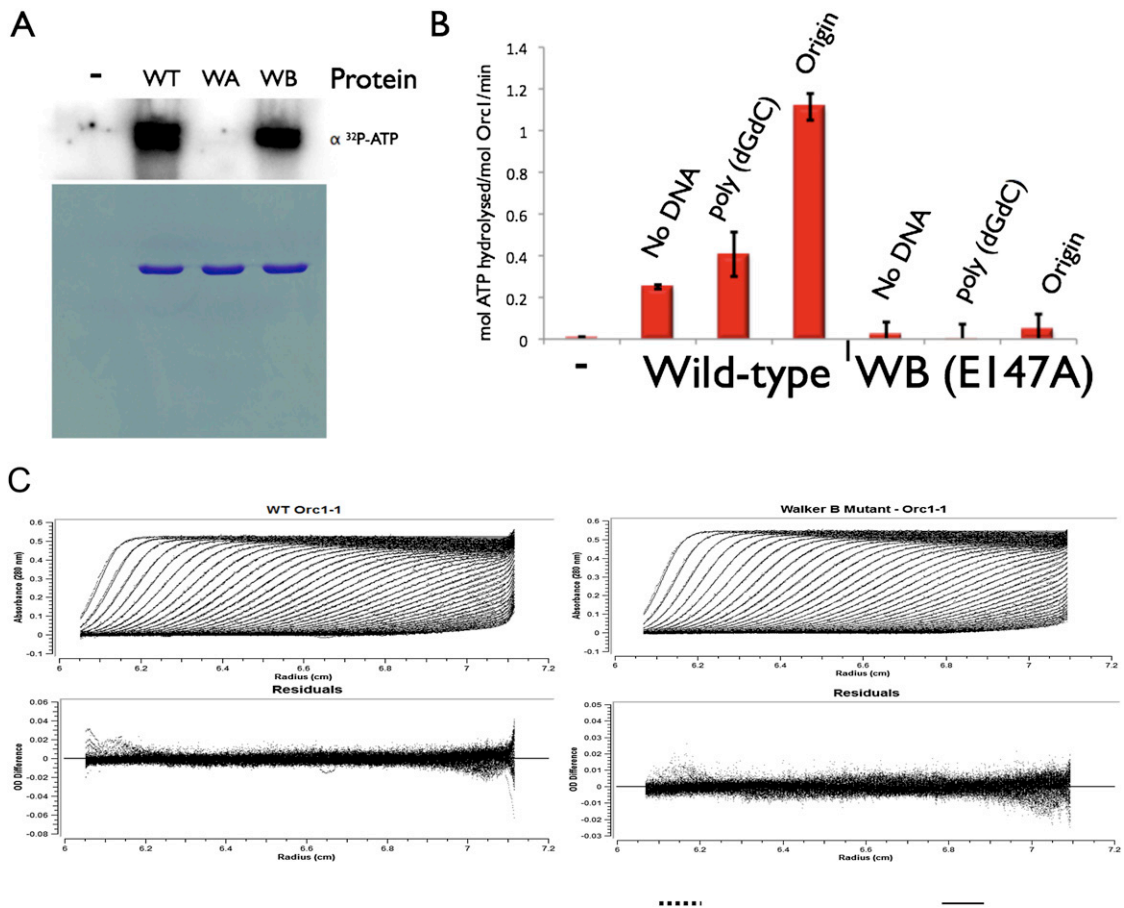 A
- WT WA WB Protein
α ³²P-ATP
B
mol ATP hydrolysed/mol Orc1/min
1.4
1.2
1
0.8
0.6
0.4
0.2
0
No DNA
poly (dGdC)
Origin
No DNA
poly (dGdC)
Origin
- Wild-type WB (E147A)
C
WT Orc1-1
Absorbance (280 nm)
0.6
0.5
0.4
0.3
0.2
0.1
0
-0.1
6 6.2 6.4 6.6 6.8 7 7.2
Radius (cm)
Residuals
OD Difference
0.06
0.04
0.02
0
-0.02
-0.04
-0.06
-0.08
6 6.2 6.4 6.6 6.8 7 7.2
Radius (cm)
Walker B Mutant - Orc1-1
Absorbance (280 nm)
0.6
0.5
0.4
0.3
0.2
0.1
0
-0.1
6 6.2 6.4 6.6 6.8 7 7.2
Radius (cm)
Residuals
OD Difference
0.05
0.04
0.03
0.02
0.01
0
-0.01
-0.02
-0.03
6 6.2 6.4 6.6 6.8 7 7.2
Radius (cm)